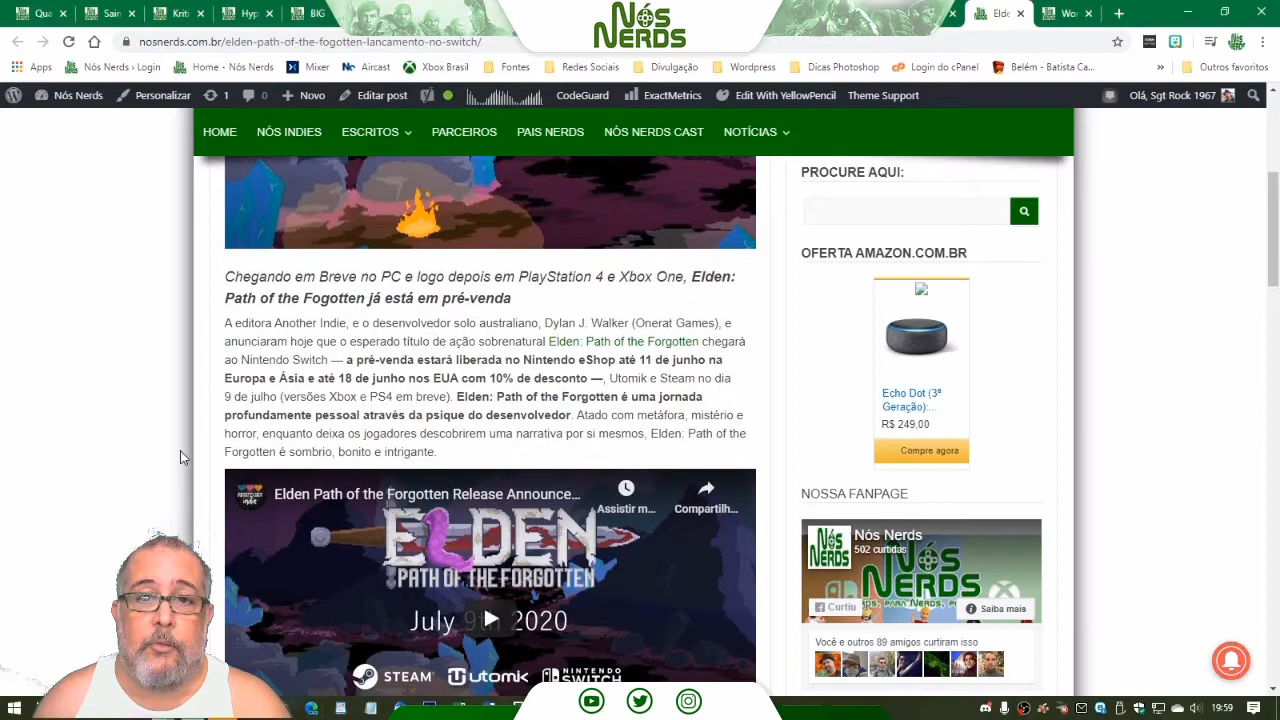 Nós
NERDS
nosnerds.com.br/elden-path-of-the-fogotten-lancamento-no-switch/
Apps
Nós Nerds › Login
Home - Nós Nerds
Mixer
Aircast
Xbox Brasil
Fontes
Redes Sociais
Divulgação
Wordpress
Dicas Photoshop
Login do cPanel
Belém - Batista Ca...
Outros favoritos
Nós Nerds
Personalizar
1
0
Novo
Editar post
CodeGuard
ExactMetrics
Edit With YellowPencil
Theme Support
Olá, Sgt Rock 1967
HOME
NÓS INDIES
ESCRITOS
PARCEIROS
PAIS NERDS
NÓS NERDS CAST
NOTÍCIAS
Chegando em Breve no PC e logo depois em PlayStation 4 e Xbox One, Elden:
Path of the Fogotten já está em pré-venda
A editora Another Indie, e o desenvolvedor solo australiano, Dylan J. Walker (Onerat Games), e
anunciaram hoje que o esperado título de ação sobrenatural Elden: Path of the Forgotten chegará
ao Nintendo Switch — a pré-venda estará liberada no Nintendo eShop até 11 de junho na
Europa e Ásia e até 18 de junho nos EUA com 10% de desconto —, Utomik e Steam no dia
9 de julho (versões Xbox e PS4 em breve). Elden: Path of the Forgotten é uma jornada
profundamente pessoal através da psique do desenvolvedor. Atado com metáfora, mistério e
horror, enquanto deixa os jogadores descobrirem uma narrativa por si mesmos, Elden: Path of the
Forgotten é sombrio, bonito e intrigante.
Elden Path of the Forgotten Release Announce...
Assistir m...
Compartilh...
ELDEN
PATH OF THE FORGOTTEN
July 9th 2020
STEAM
utomik
NINTENDO
SWITCH
PROCURE AQUI:
OFERTA AMAZON.COM.BR
Echo Dot (3ª
Geração):...
R$ 249,00
Compre agora
NOSSA FANPAGE
Nós Nerds
502 curtidas
Curtiu
Saiba mais
Você e outros 89 amigos curtiram isso
19:59